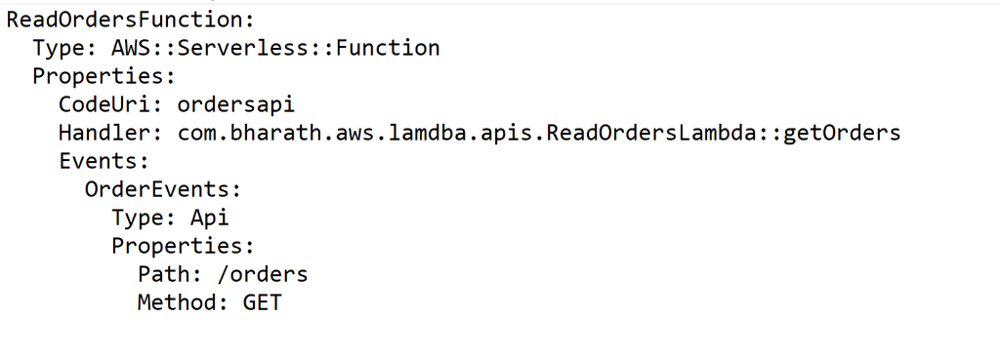 ReadOrdersFunction:
Type: AWS::Serverless::Function
Properties:
CodeUri: ordersapi
Handler: com.bharath.aws.lamdba.apis.ReadOrdersLambda::getOrders
Events:
OrderEvents:
Type: Api
Properties:
Path: /orders
Method: GET